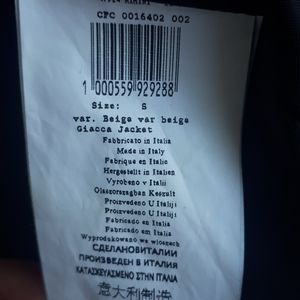 CFC 0016402 002
1 000559 929288
Size: S
var. Beige var beige
Giacca Jacket
Fabbricato in Italia
Made in Italy
Fabrique en Italie
Hergestellt in Italien
Vyrobeno v Italii
Olaszorszagban Keszult
Proizvedeno U Italiji
Proizvedeno U Italiji
Fabricado en Italia
Fabricado em Italia
Wyprodukowano we wloszech
СДЕЛАНОВИТАЛИИ
ПРОИЗВЕДЕН В ИТАЛИЯ
ΚΑΤΑΣΚΕΥΑΣΜΕΝΟ ΣΤΗΝ ΙΤΑΛΙΑ
意大利制造